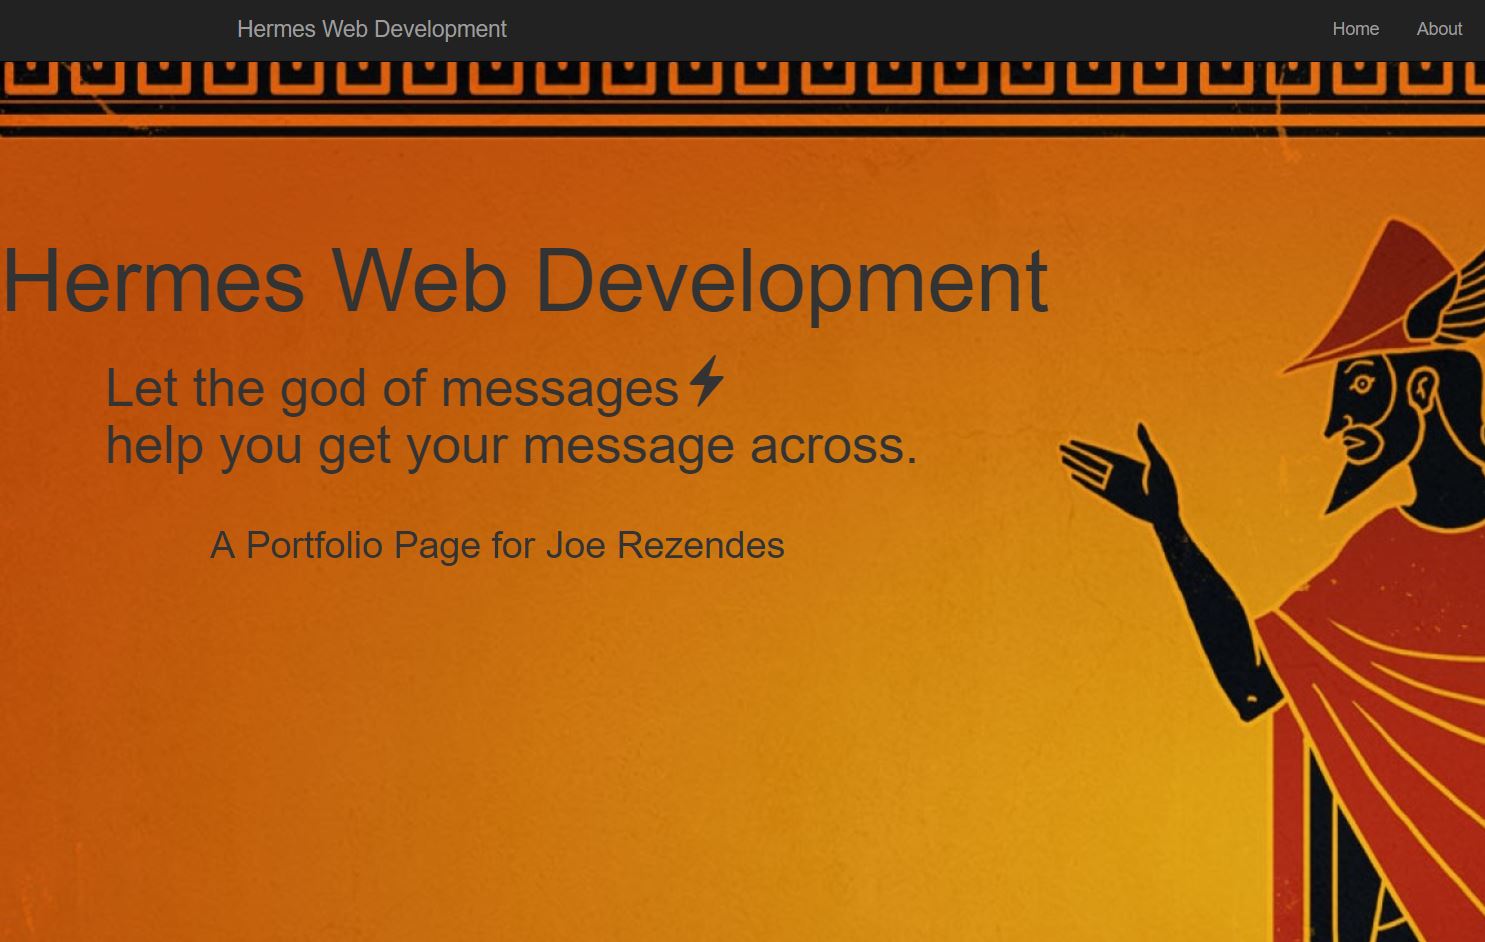 Hermes Web Development
Home
About
Hermes Web Development
Let the god of messages
help you get your message across.
A Portfolio Page for Joe Rezendes